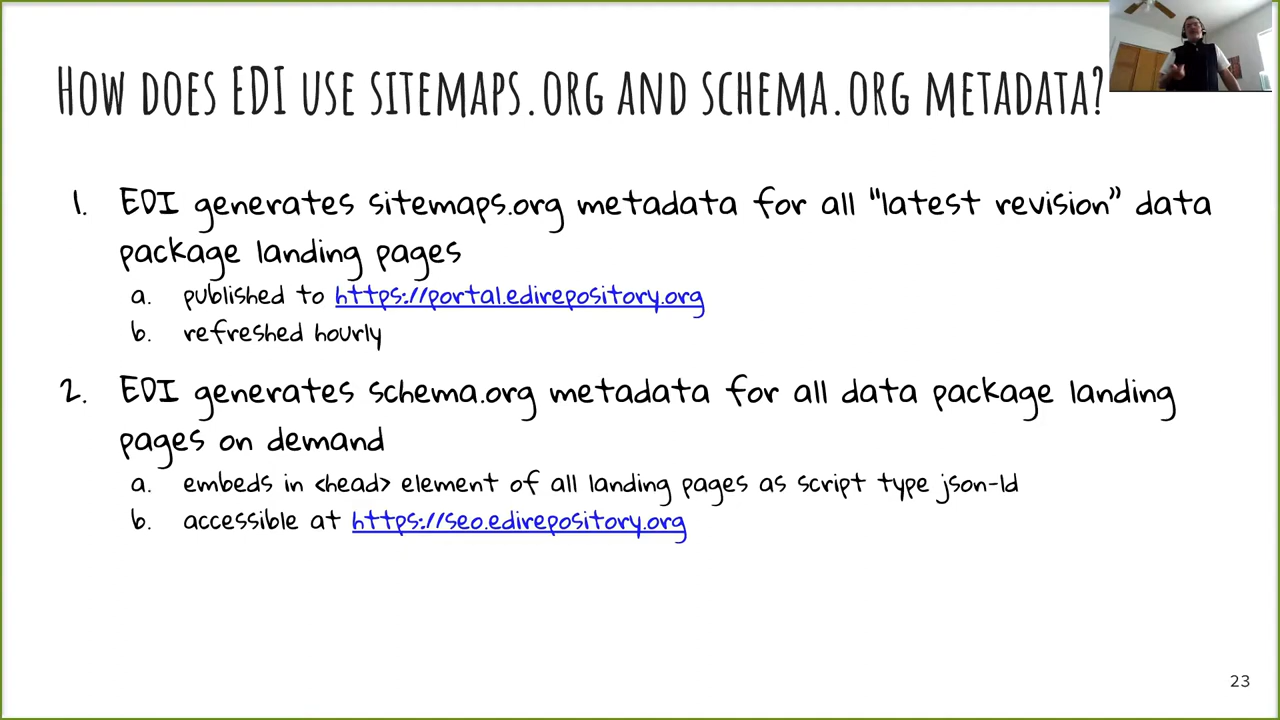 How does EDI use sitemaps.org and schema.org metadata?
1. EDI generates sitemaps.org metadata for all “latest revision” data
package landing pages
a. published to https://portal.edirepository.org
b. refreshed hourly
2. EDI generates schema.org metadata for all data package landing
pages on demand
a. embeds in <head> element of all landing pages as script type json-ld
b. accessible at https://seo.edirepository.org
23